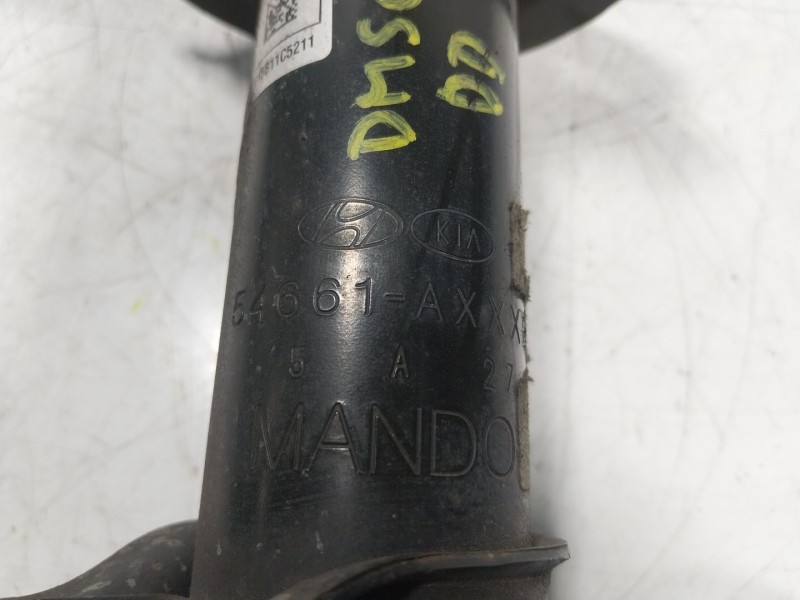 DMS
DD
KIA
54661-AXXX
5 A 27
MANDO